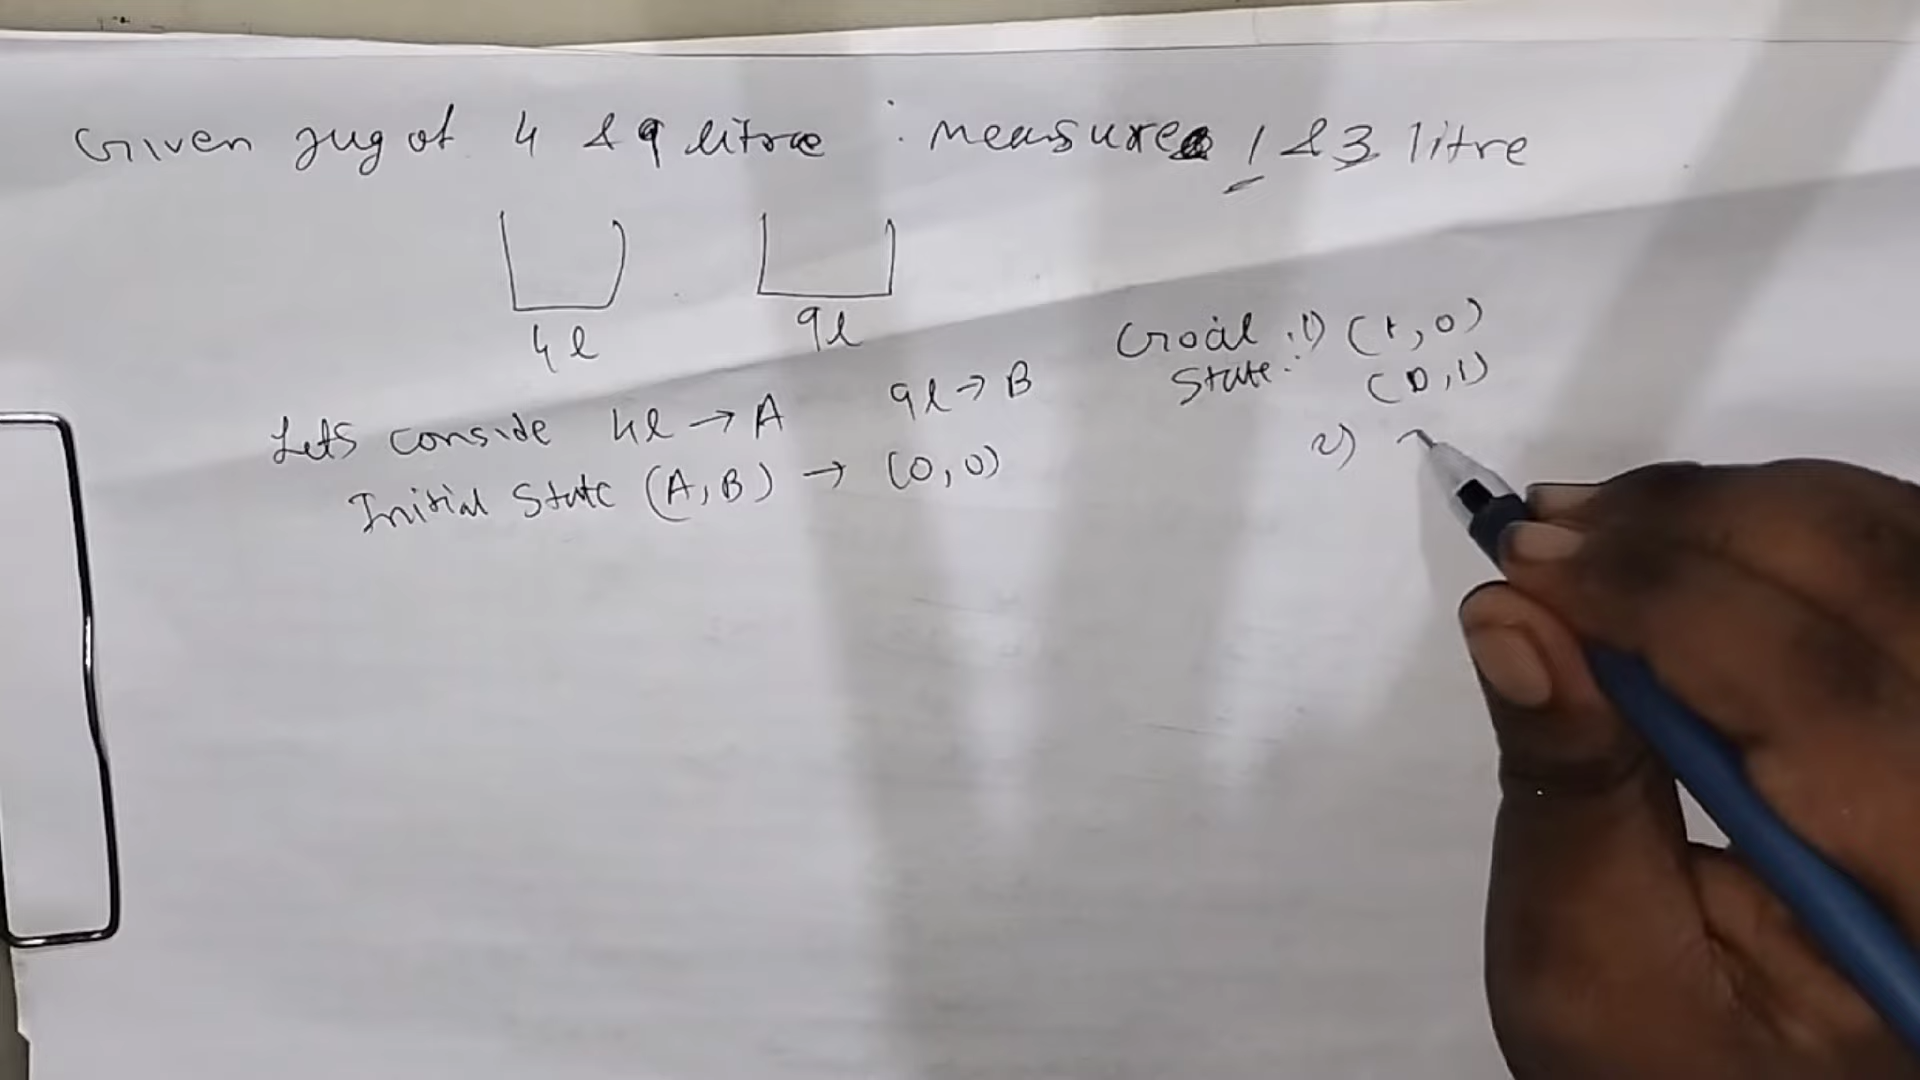 Given jug of 4 & 9 litre : measure 1 & 3 litre
4l
9l
Lets conside 4l → A 9l → B
Initial State (A, B) → (0, 0)
Goal State: 1) (1, 0)
(0, 1)
2)